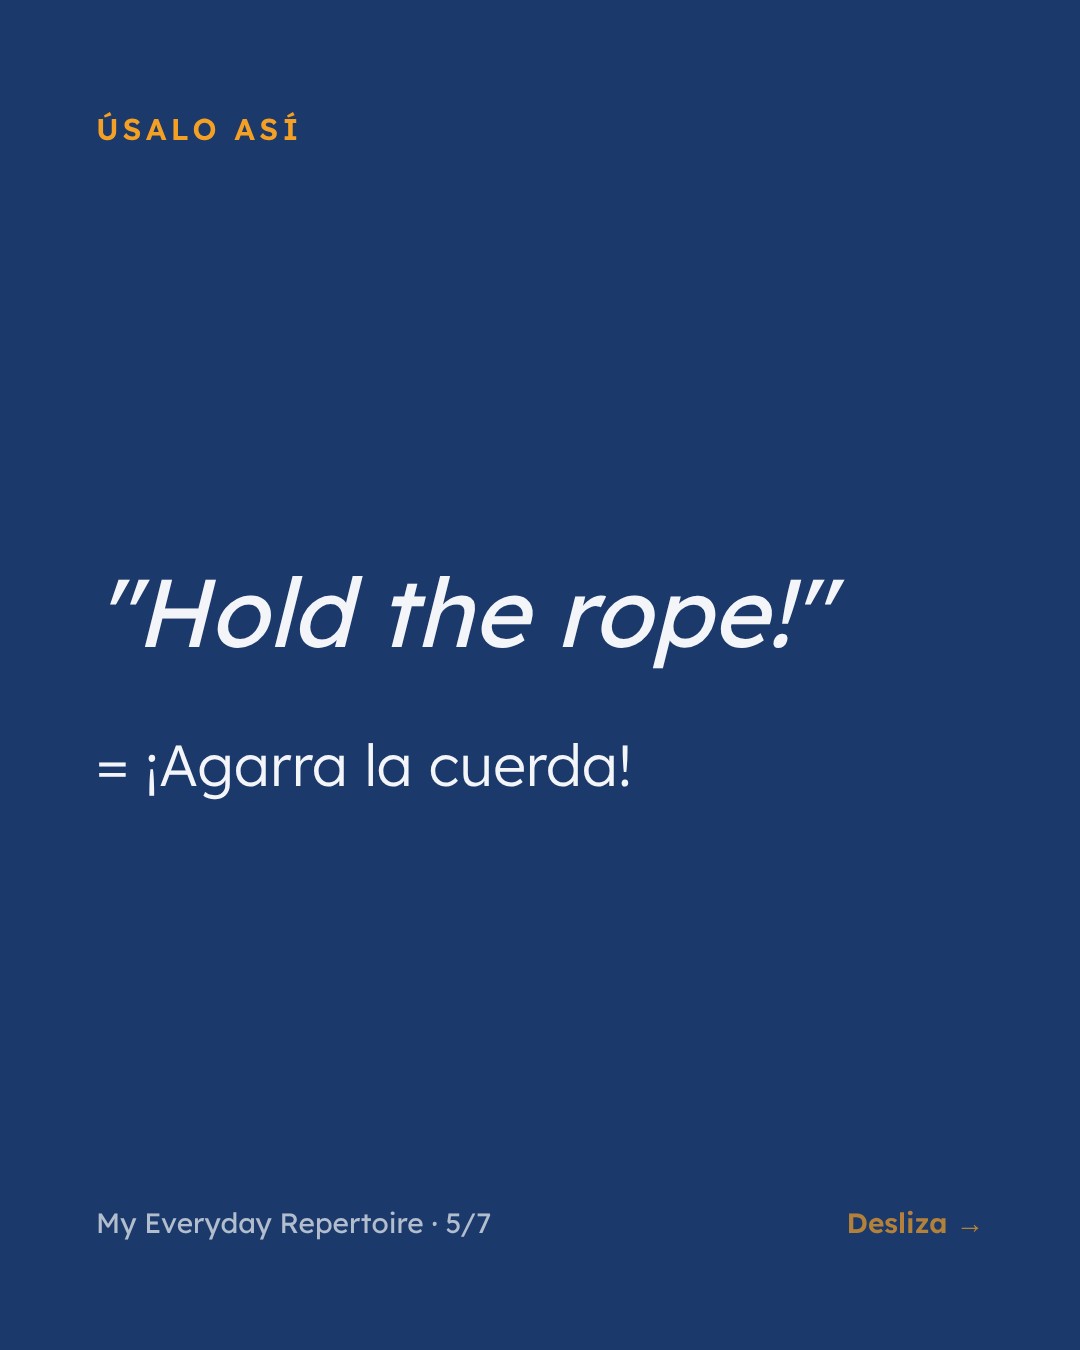 ÚSALO ASÍ
"Hold the rope!"
= ¡Agarra la cuerda!
My Everyday Repertoire · 5/7
Desliza →